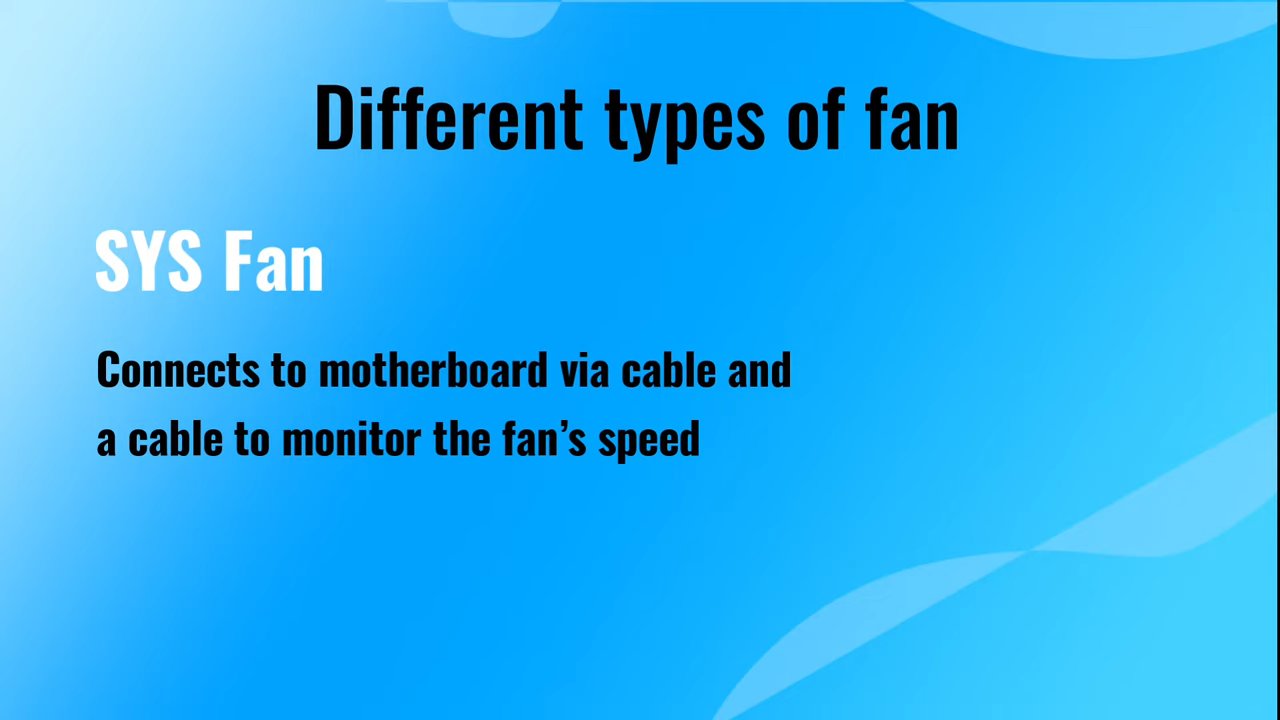 Different types of fan
SYS Fan
Connects to motherboard via cable and
a cable to monitor the fan’s speed